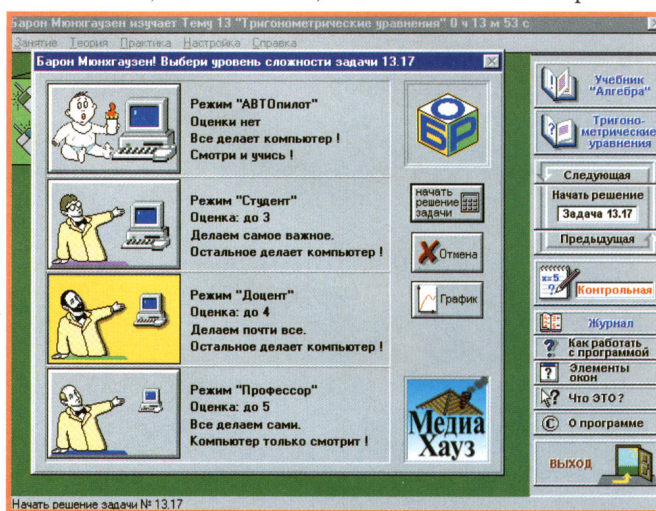 Барон Мюнхгаузен изучает Тему 13 "Тригонометрические уравнения" 0 ч 13 м 53 с
Занятие Теория Практика Настройка Справка
Барон Мюнхгаузен! Выбери уровень сложности задачи 13.17
Режим "АВТОпилот"
Оценки нет
Все делает компьютер !
Смотри и учись !
Режим "Студент"
Оценка: до 3
Делаем самое важное.
Остальное делает компьютер !
Режим "Доцент"
Оценка: до 4
Делаем почти все.
Остальное делает компьютер !
Режим "Профессор"
Оценка: до 5
Все делаем сами.
Компьютер только смотрит !
О
Б Р
начать
решение
задачи
Отмена
График
Медиа
Хауз
Учебник
"Алгебра"
Тригоно-
метрические
уравнения
Следующая
Начать решение
Задача 13.17
Предыдущая
x=5
?
Контрольная
Журнал
Как работать
с программой
Элементы
окон
Что ЭТО ?
О программе
ВЫХОД
Начать решение задачи № 13.17